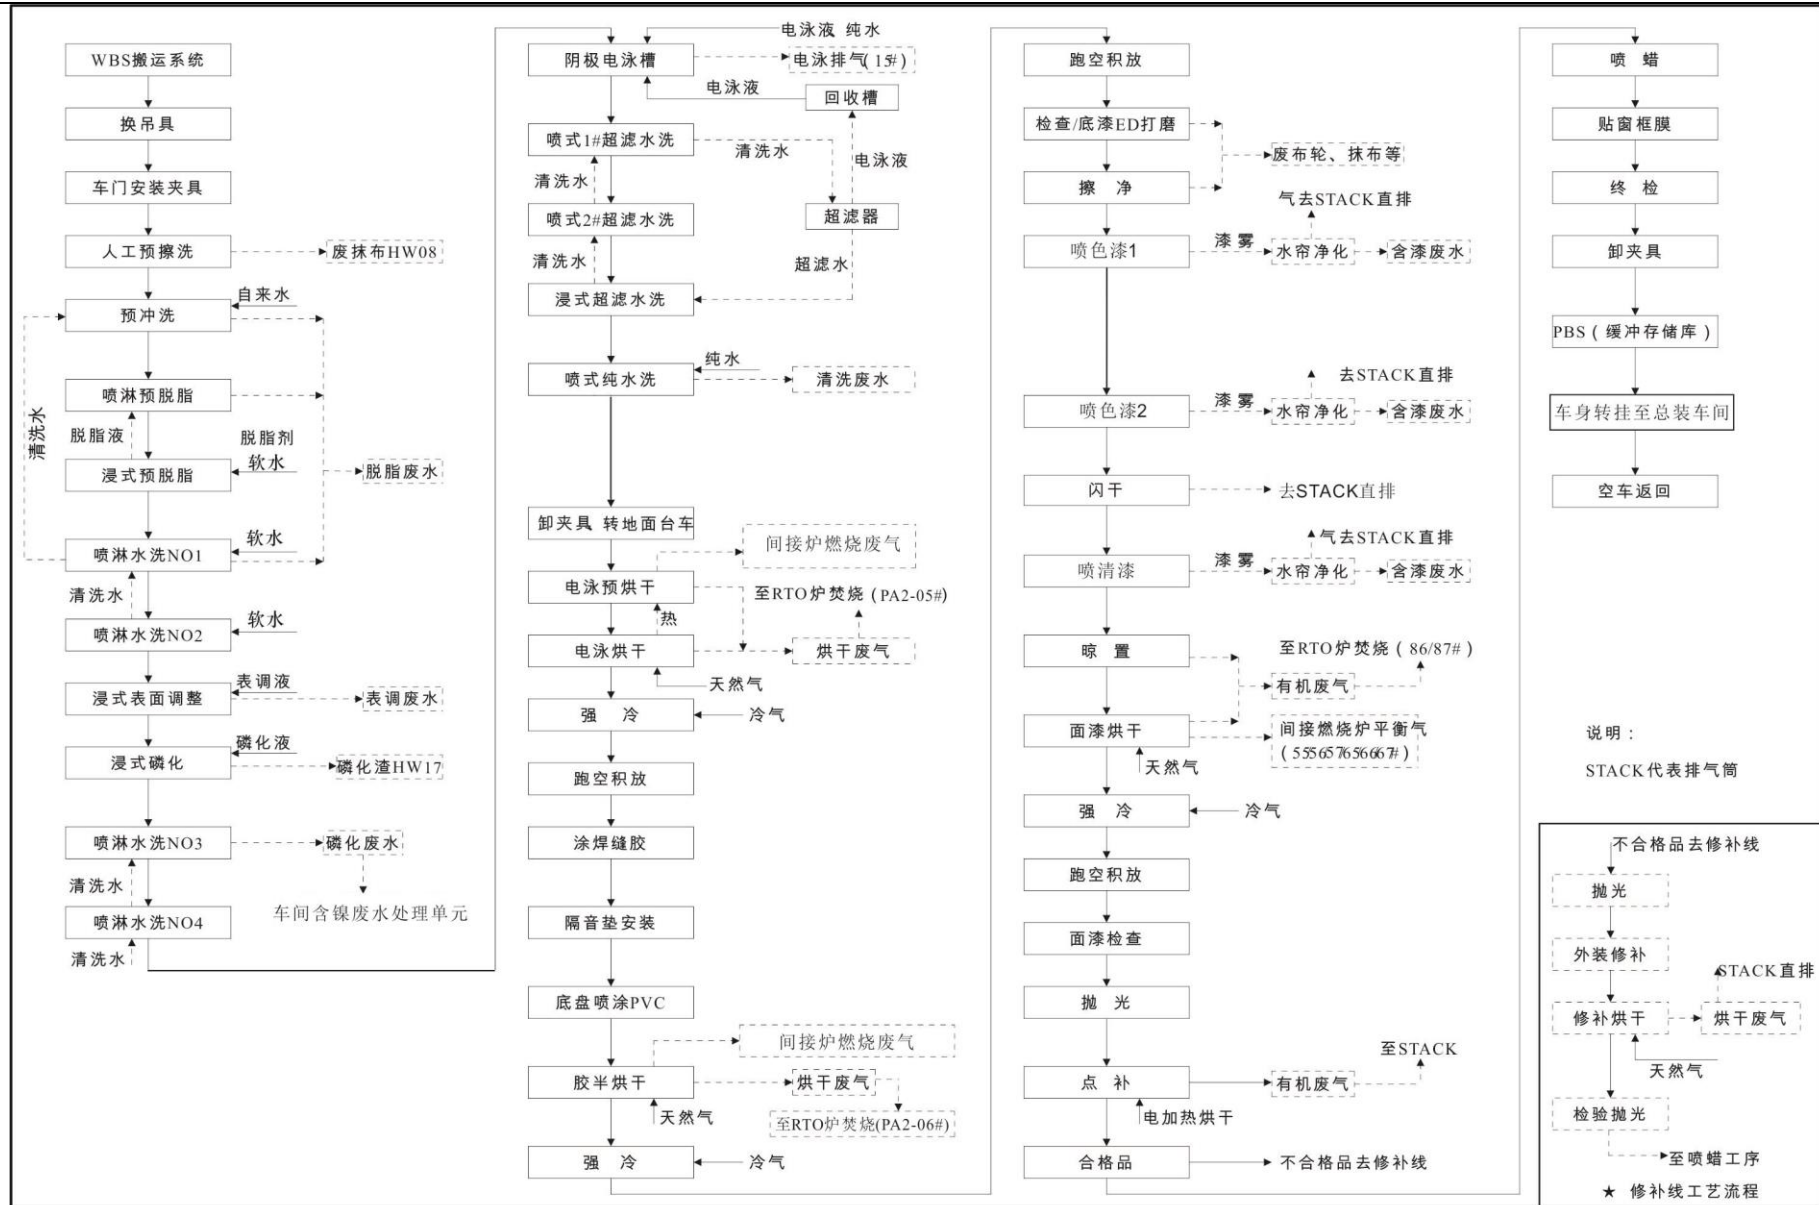 WBS搬运系统
换吊具
车门安装夹具
人工预擦洗
废抹布HW08
自来水
预冲洗
喷淋预脱脂
清洗水
脱脂液
脱脂剂
浸式预脱脂
软水
脱脂废水
喷淋水洗NO1
软水
清洗水
喷淋水洗NO2
软水
浸式表面调整
表调液
表调废水
磷化液
浸式磷化
磷化渣HW17
喷淋水洗NO3
磷化废水
清洗水
车间含镍废水处理单元
喷淋水洗NO4
清洗水
电泳液 纯水
阴极电泳槽
电泳排气(15#)
电泳液
回收槽
喷式1#超滤水洗
清洗水
电泳液
清洗水
喷式2#超滤水洗
超滤器
清洗水
超滤水
浸式超滤水洗
纯水
喷式纯水洗
清洗废水
卸夹具 转地面台车
间接炉燃烧废气
电泳预烘干
至RTO炉焚烧(PA2-05#)
热
电泳烘干
烘干废气
天然气
强 冷
冷气
跑空积放
涂焊缝胶
隔音垫安装
底盘喷涂PVC
间接炉燃烧废气
胶半烘干
烘干废气
天然气
至RTO炉焚烧(PA2-06#)
强 冷
冷气
跑空积放
检查/底漆ED打磨
废布轮、抹布等
擦 净
气去STACK直排
喷色漆1
漆雾
水帘净化
含漆废水
去STACK直排
喷色漆2
漆雾
水帘净化
含漆废水
闪干
去STACK直排
气去STACK直排
喷清漆
漆雾
水帘净化
含漆废水
晾 置
至RTO炉焚烧(86/87#)
有机废气
面漆烘干
间接燃烧炉平衡气
(555657656667#)
天然气
强 冷
冷气
跑空积放
面漆检查
抛 光
至STACK
点 补
有机废气
电加热烘干
合格品
不合格品去修补线
喷 蜡
贴窗框膜
终 检
卸夹具
PBS(缓冲存储库)
车身转挂至总装车间
空车返回
说明:
STACK代表排气筒
不合格品去修补线
抛光
外装修补
STACK直排
修补烘干
烘干废气
天然气
检验抛光
至喷蜡工序
★ 修补线工艺流程